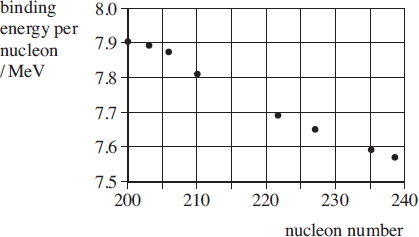 binding
energy per
nucleon
/ MeV
8.0
7.9
7.8
7.7
7.6
7.5
200 210 220 230 240
nucleon number